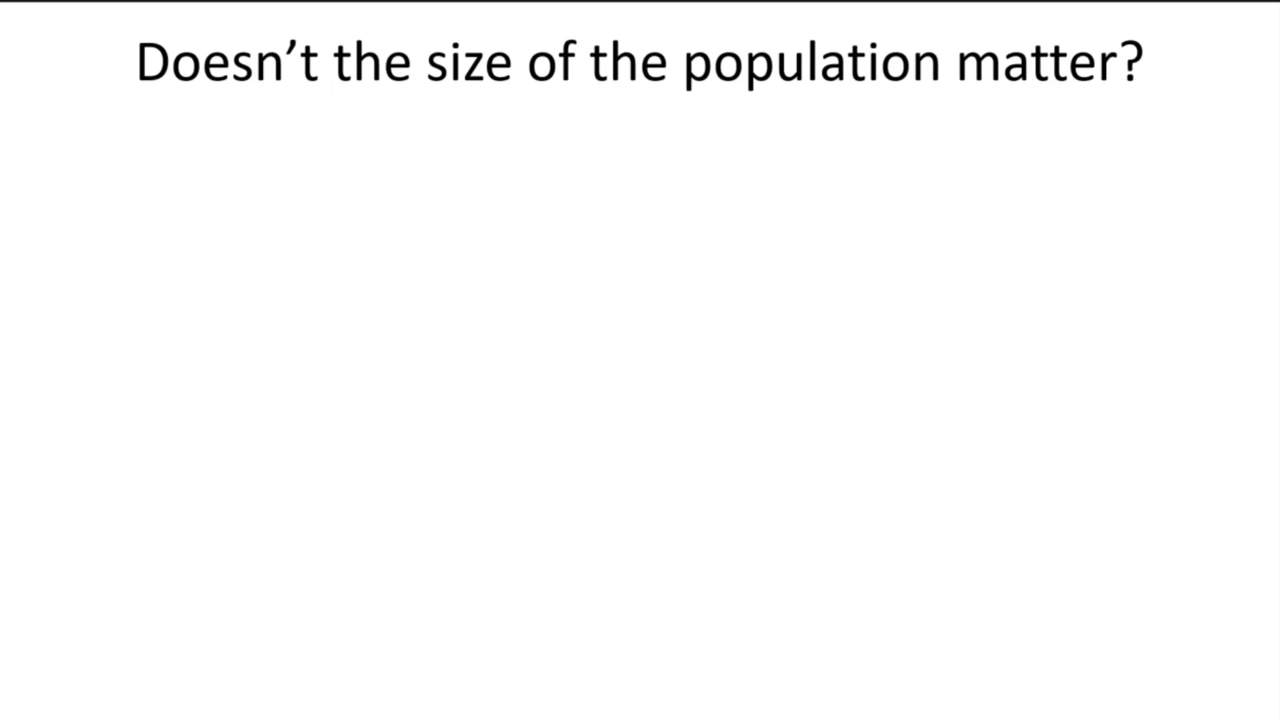 Doesn’t the size of the population matter?